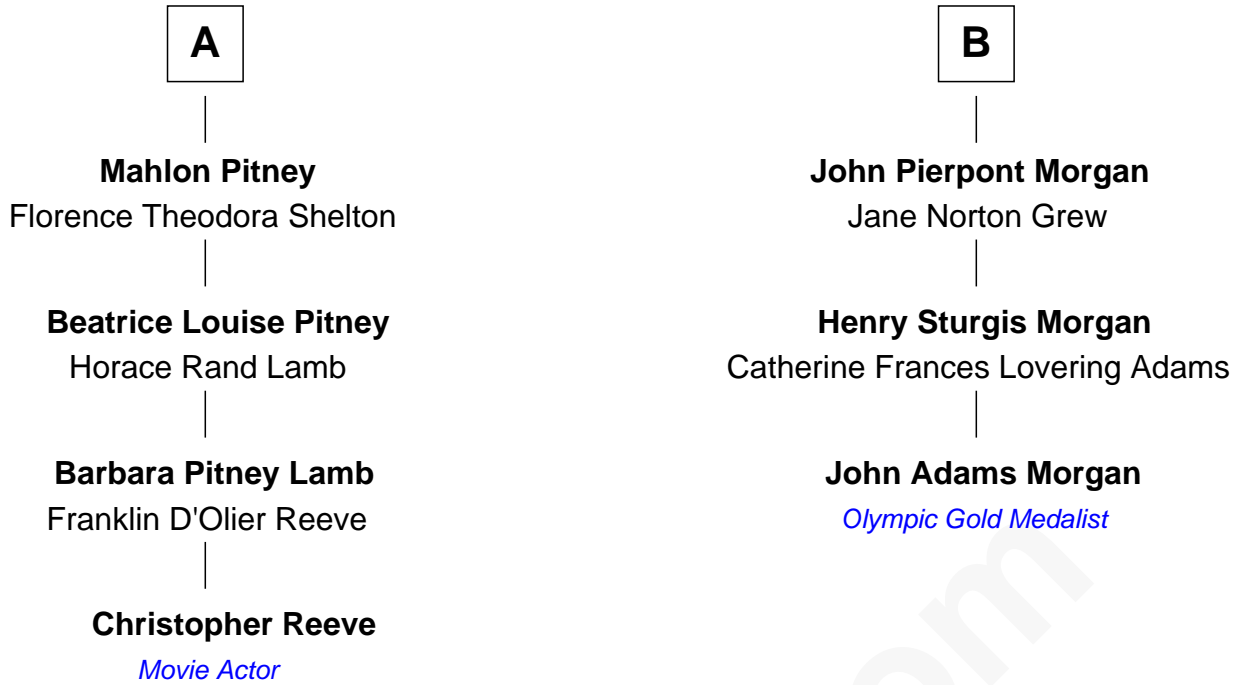 A
Mahlon Pitney
Florence Theodora Shelton
Beatrice Louise Pitney
Horace Rand Lamb
Barbara Pitney Lamb
Franklin D'Olier Reeve
Christopher Reeve
Movie Actor
B
John Pierpont Morgan
Jane Norton Grew
Henry Sturgis Morgan
Catherine Frances Lovering Adams
John Adams Morgan
Olympic Gold Medalist
om